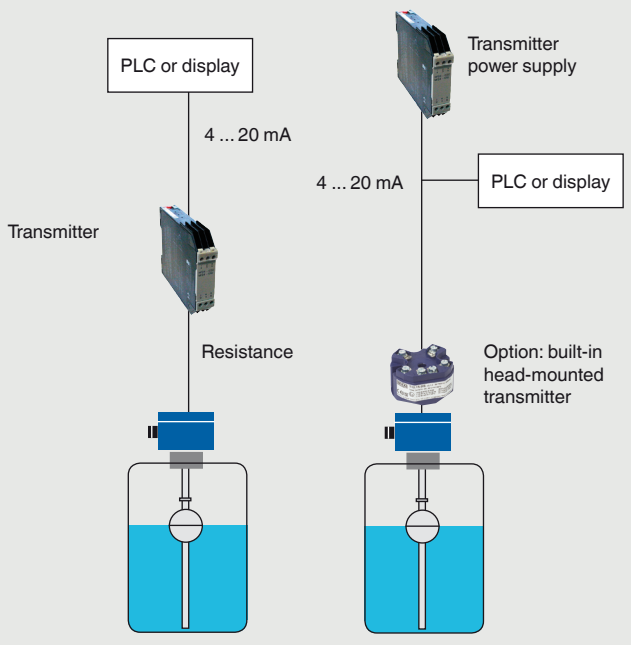 PLC or display
4 ... 20 mA
Transmitter
Resistance
Transmitter
power supply
4 ... 20 mA
PLC or display
Option: built-in
head-mounted
transmitter